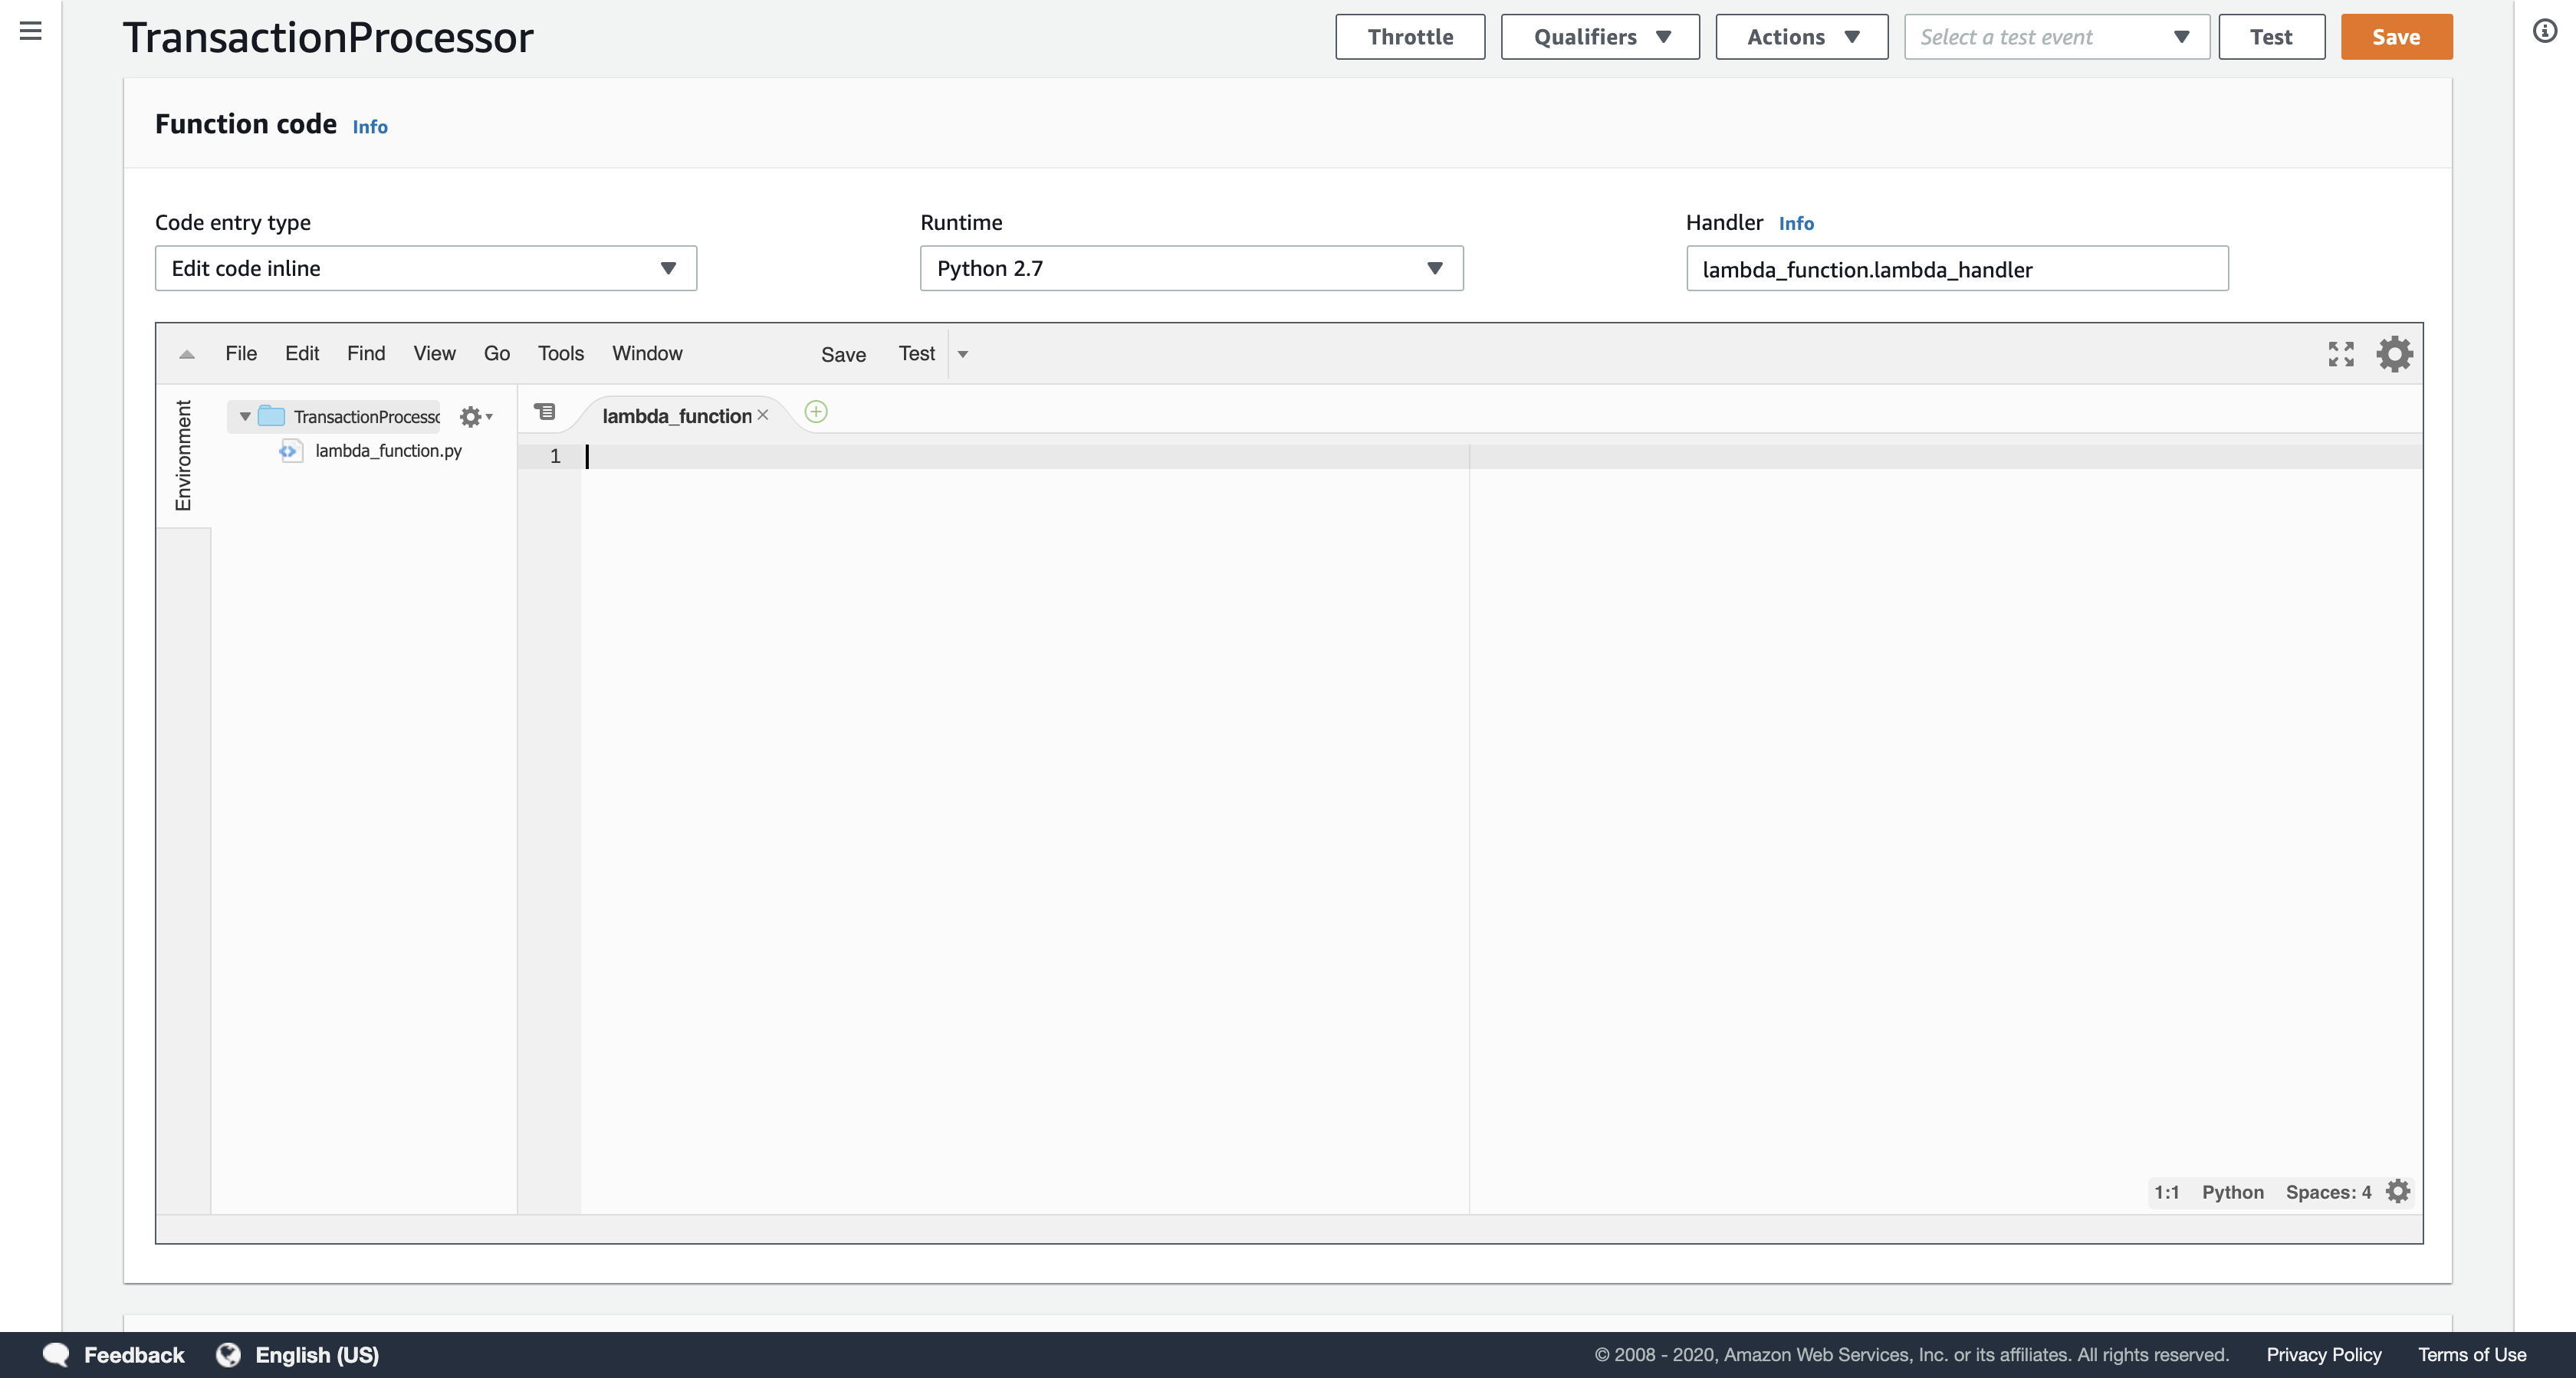 TransactionProcessor
Throttle Qualifiers Actions Select a test event Test Save
Function code Info
Code entry type Runtime Handler Info
Edit code inline Python 2.7 lambda_function.lambda_handler
File Edit Find View Go Tools Window Save Test
Environment
TransactionProcessc
lambda_function
lambda_function.py
1
1:1 Python Spaces: 4
Feedback English (US) © 2008 - 2020, Amazon Web Services, Inc. or its affiliates. All rights reserved. Privacy Policy Terms of Use